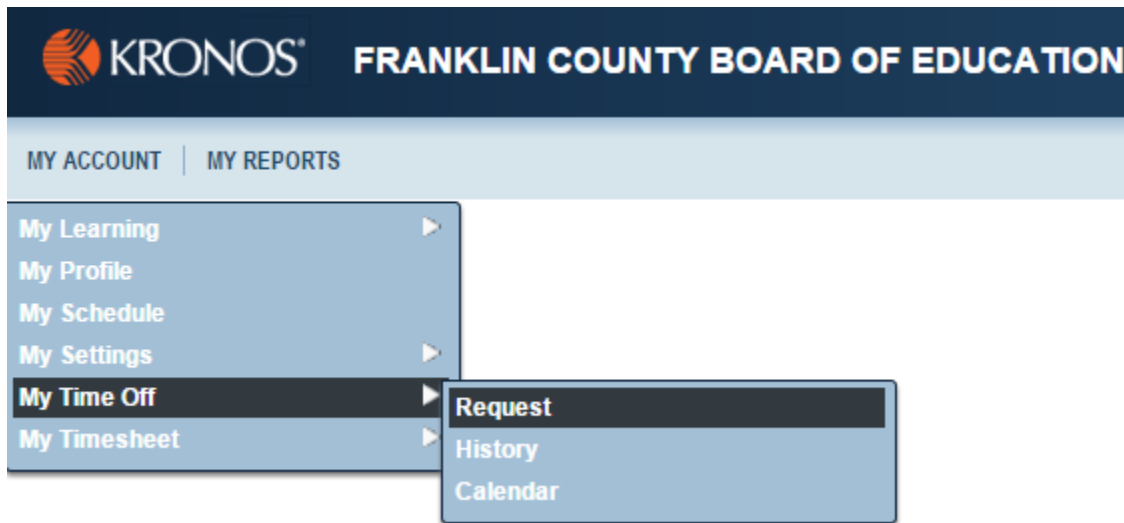 KRONOS® FRANKLIN COUNTY BOARD OF EDUCATION
MY ACCOUNT | MY REPORTS
My Learning
My Profile
My Schedule
My Settings
My Time Off
My Timesheet
Request
History
Calendar